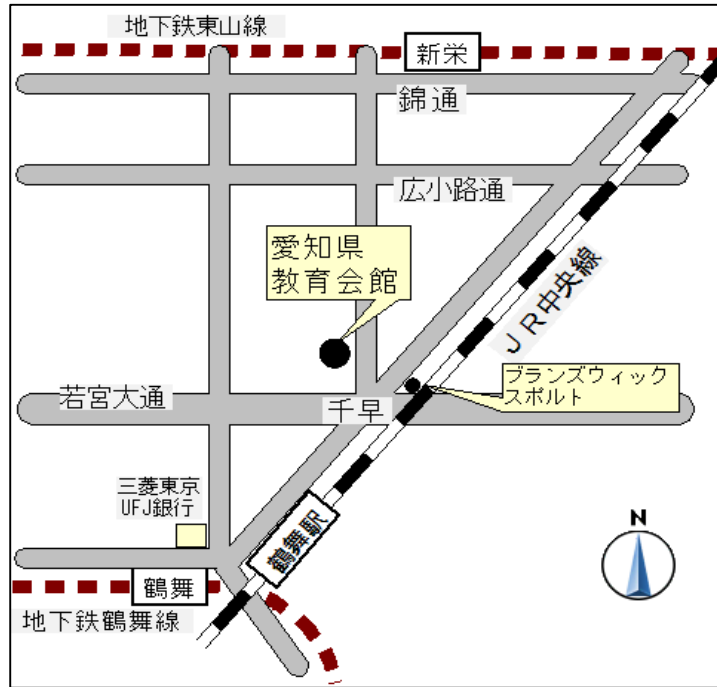 地下鉄東山線
新栄
錦通
広小路通
愛知県
教育会館
JR中央線
ブランズウィック
スポルト
若宮大通
千早
三菱東京
UFJ銀行
鶴舞駅
N
鶴舞
地下鉄鶴舞線